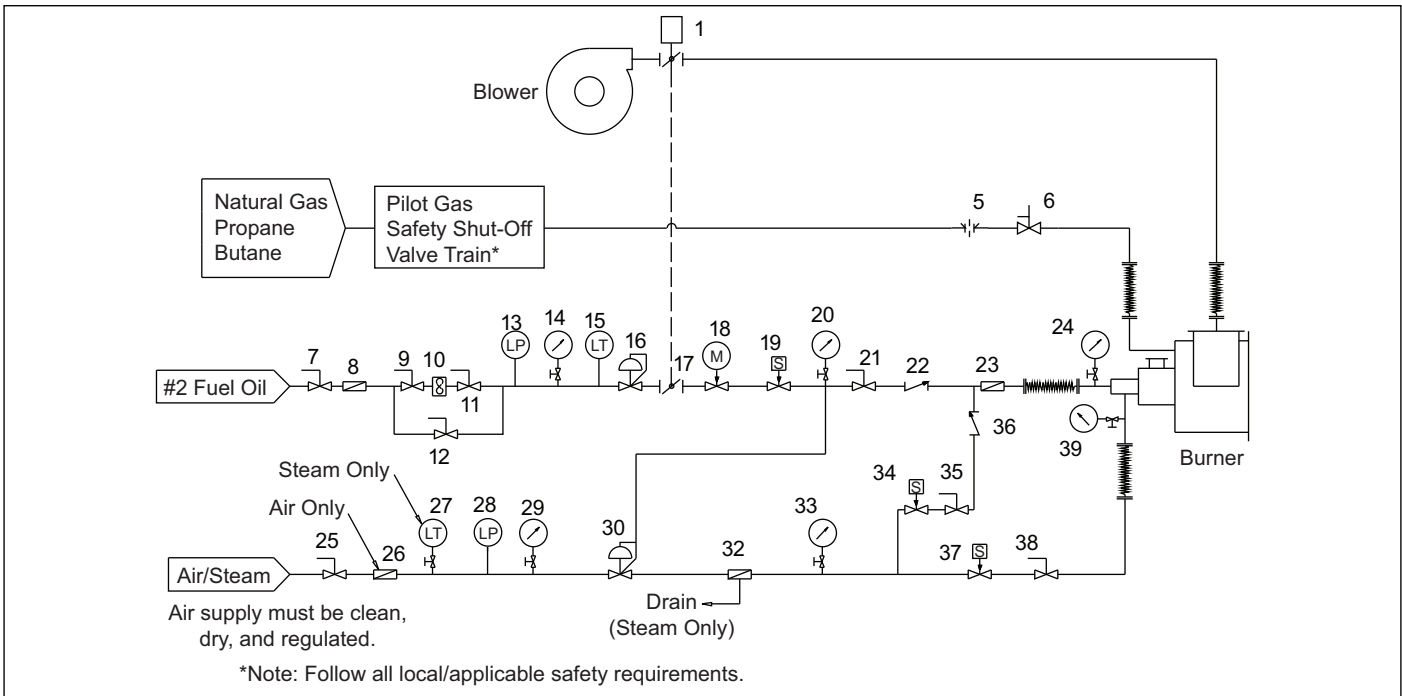 1
Blower
Natural Gas
Propane
Butane
Pilot Gas
Safety Shut-Off
Valve Train*
5
6
#2 Fuel Oil
7
8
9
10
11
12
13
LP
14
15
LT
16
17
18
M
19
S
20
21
22
23
24
39
Burner
36
34
S
35
Steam Only
Air Only
Air/Steam
25
26
27
LT
28
LP
29
30
32
33
37
S
38
Drain
(Steam Only)
Air supply must be clean,
dry, and regulated.
*Note: Follow all local/applicable safety requirements.